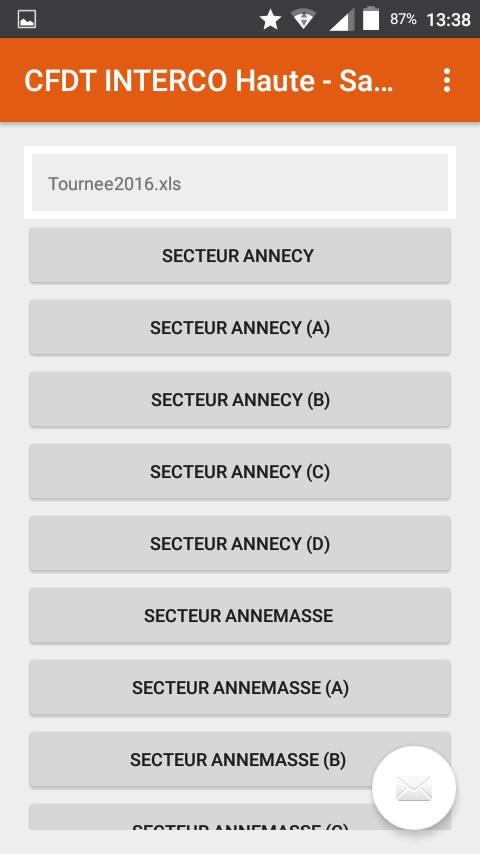 87% 13:38
CFDT INTERCO Haute - Sa...
Tournee2016.xls
SECTEUR ANNECY
SECTEUR ANNECY (A)
SECTEUR ANNECY (B)
SECTEUR ANNECY (C)
SECTEUR ANNECY (D)
SECTEUR ANNEMASSE
SECTEUR ANNEMASSE (A)
SECTEUR ANNEMASSE (B)
SECTEUR ANNEMASSE (C)